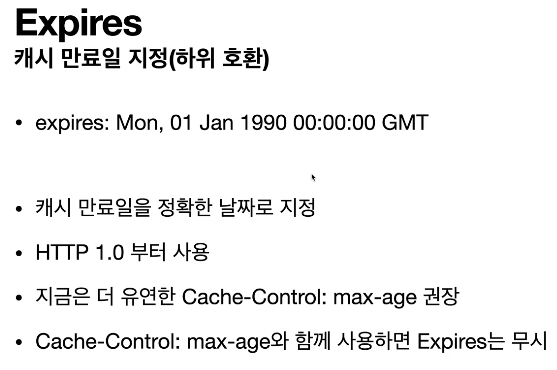 Expires
캐시 만료일 지정(하위 호환)
• expires: Mon, 01 Jan 1990 00:00:00 GMT
• 캐시 만료일을 정확한 날짜로 지정
• HTTP 1.0 부터 사용
• 지금은 더 유연한 Cache-Control: max-age 권장
• Cache-Control: max-age와 함께 사용하면 Expires는 무시